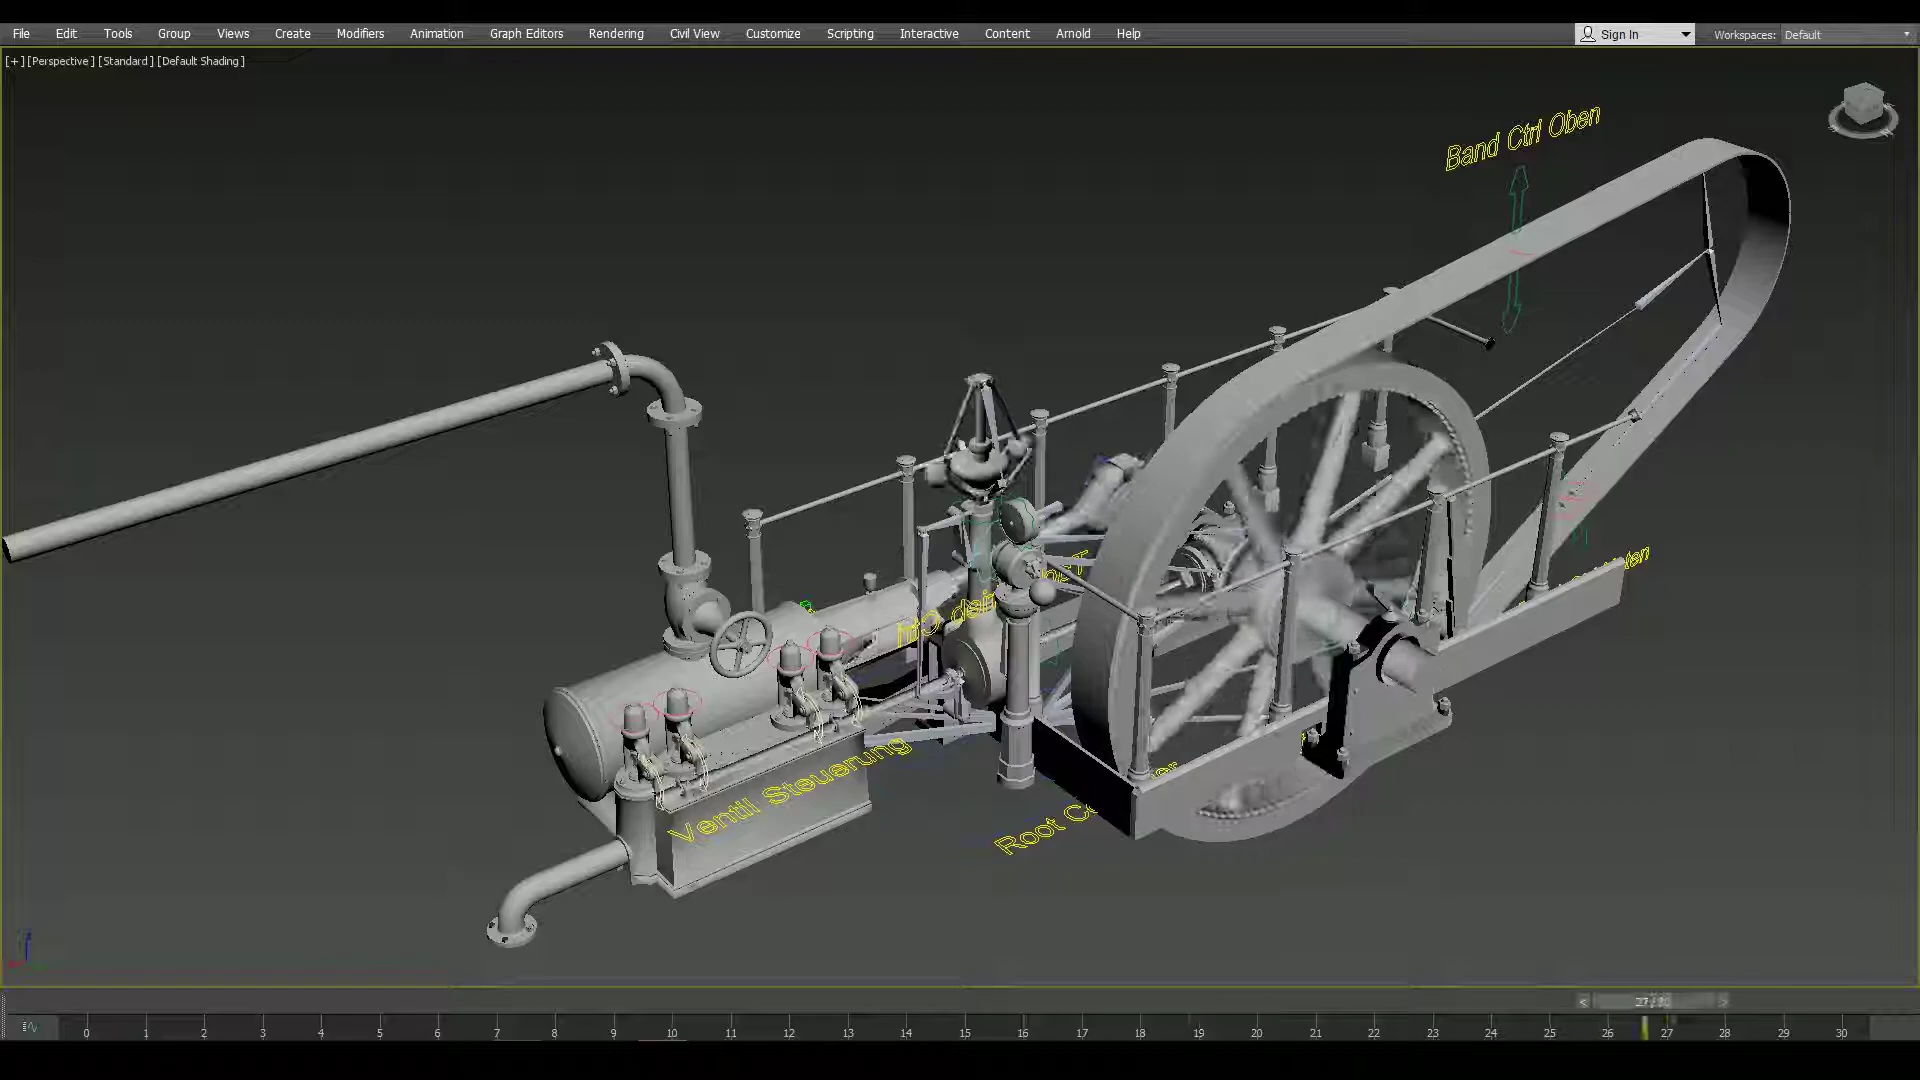 File Edit Tools Group Views Create Modifiers Animation Graph Editors Rendering Civil View Customize Scripting Interactive Content Arnold Help Sign In Workspaces: Default
[+] [Perspective] [Standard] [Default Shading]
Band Ctrl Oben
Ventil Steuerung
Root
< >
0 1 2 3 4 5 6 7 8 9 10 11 12 13 14 15 16 17 18 19 20 21 22 23 24 25 26 27 28 29 30